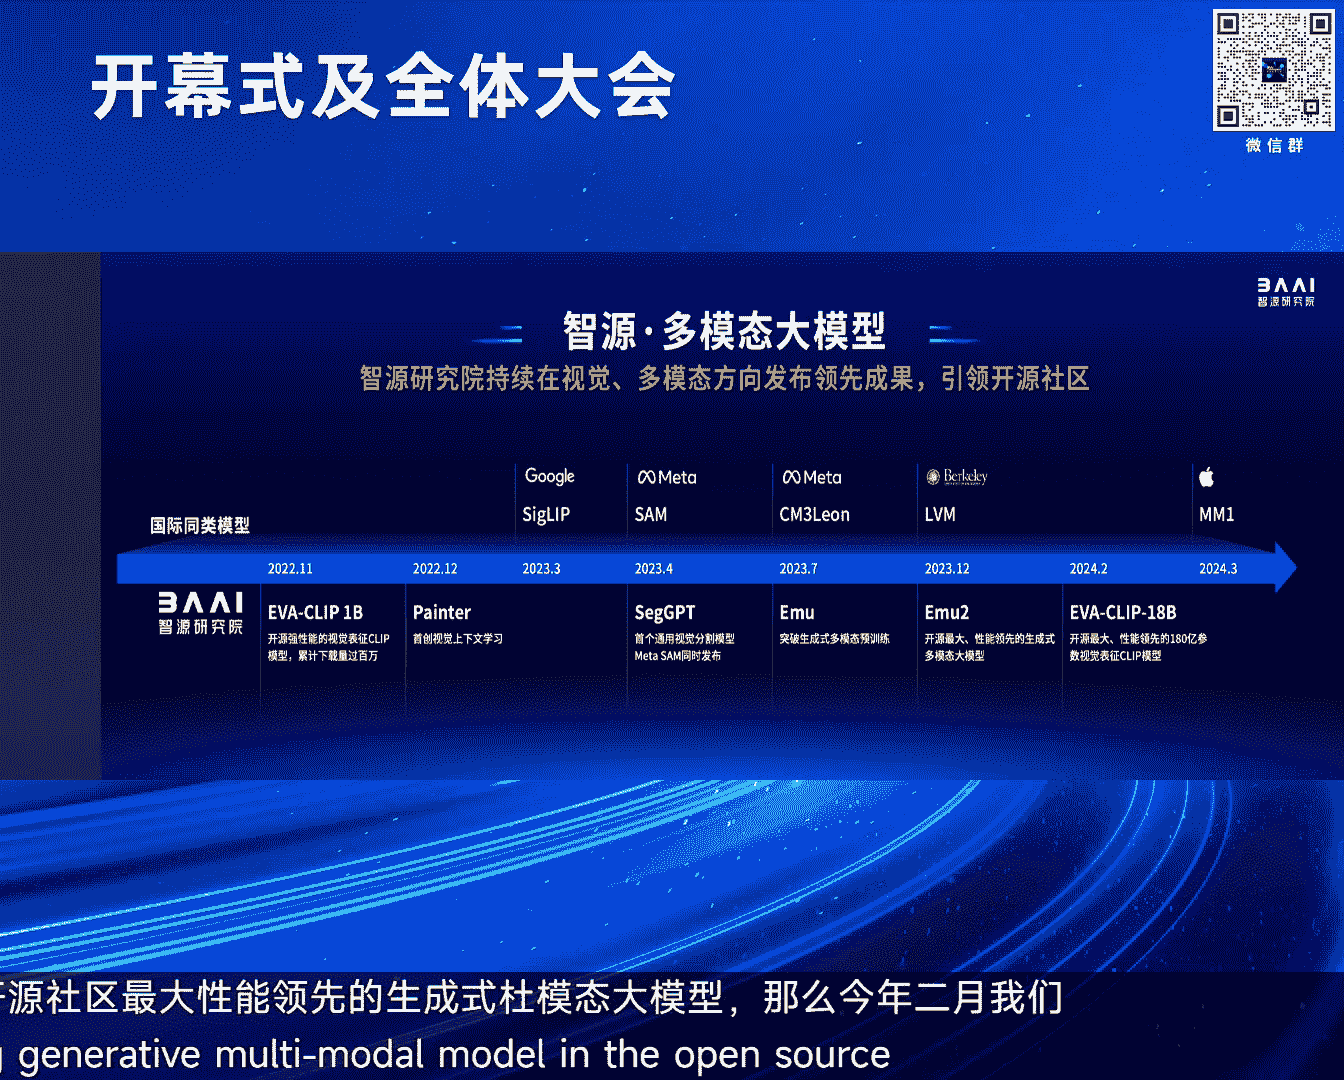 开幕式及全体大会
微信群
BAAI
智源研究院
智源·多模态大模型
智源研究院持续在视觉、多模态方向发布领先成果，引领开源社区
Google
Meta
Meta
Berkeley
国际同类模型
SigLIP
SAM
CM3Leon
LVM
MM1
2022.11
2022.12
2023.3
2023.4
2023.7
2023.12
2024.2
2024.3
BAAI
智源研究院
EVA-CLIP 1B
开源强性能的视觉表征CLIP
模型，累计下载量过百万
Painter
首创视觉上下文学习
SegGPT
首个通用视觉分割模型
Meta SAM同时发布
Emu
突破生成式多模态预训练
Emu2
开源最大、性能领先的生成式
多模态大模型
EVA-CLIP-18B
开源最大、性能领先的180亿参
数视觉表征CLIP模型
源社区最大性能领先的生成式杜模态大模型，那么今年二月我们
generative multi-modal model in the open source